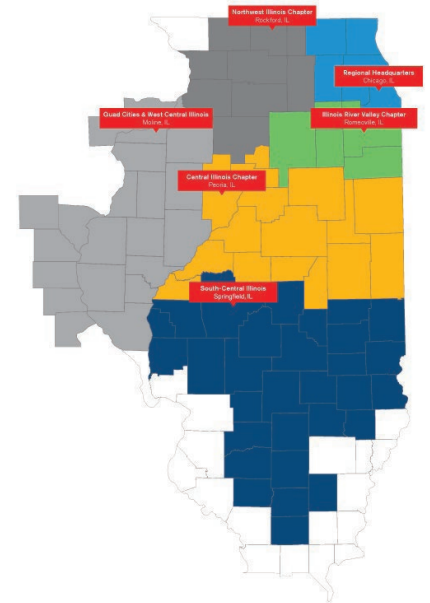 Northwest Illinois Chapter
Rockford, IL
Regional Headquarters
Chicago, IL
Quad Cities & West Central Illinois
Moline, IL
Illinois River Valley Chapter
Romeoville, IL
Central Illinois Chapter
Peoria, IL
South-Central Illinois
Springfield, IL